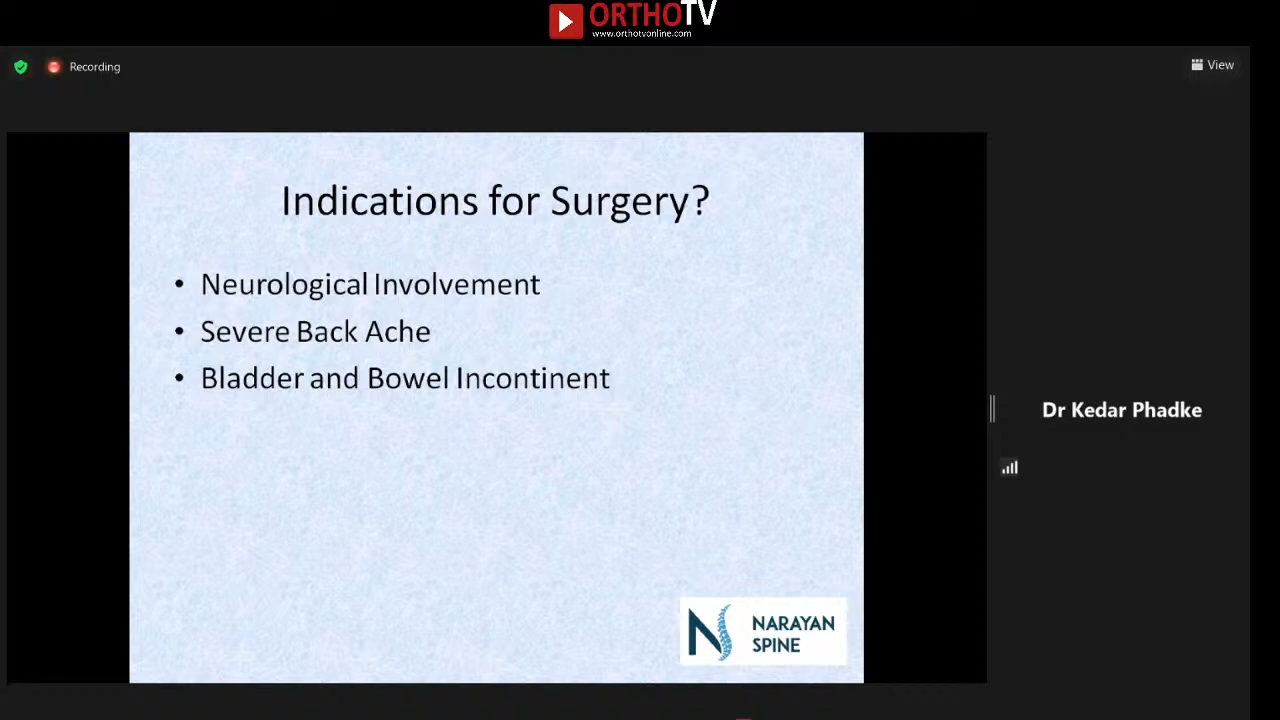 ORTHOTV
www.orthotvonline.com
Recording
View
Indications for Surgery?
• Neurological Involvement
• Severe Back Ache
• Bladder and Bowel Incontinent
Dr Kedar Phadke
N NARAYAN
SPINE